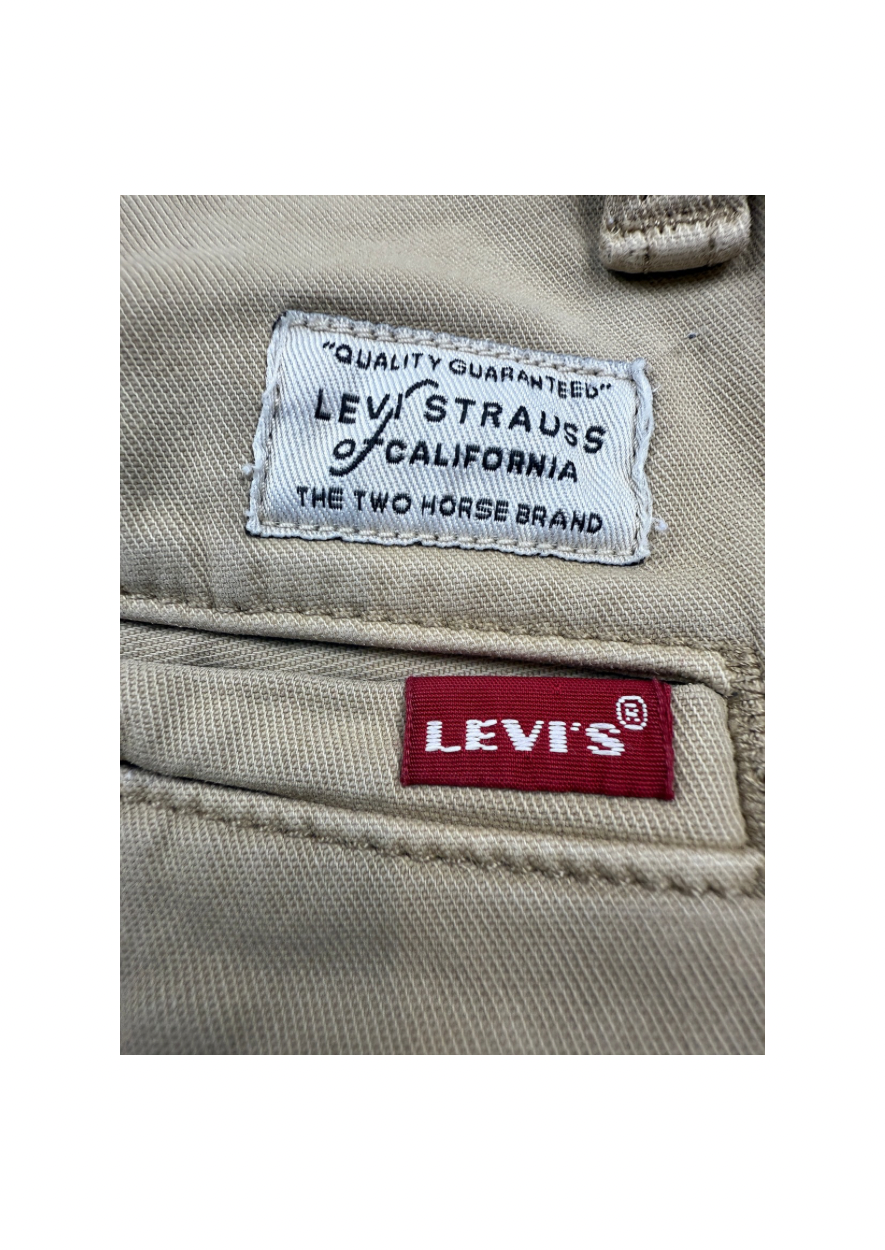 "QUALITY GUARANTEED"
LEVI STRAUSS
of CALIFORNIA
THE TWO HORSE BRAND
LEVI'S®